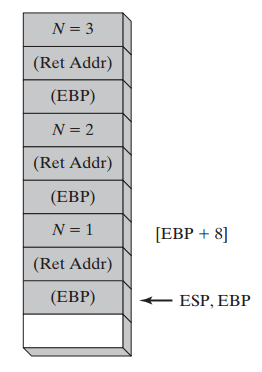 N = 3
(Ret Addr)
(EBP)
N = 2
(Ret Addr)
(EBP)
N = 1
[EBP + 8]
(Ret Addr)
(EBP)
ESP, EBP